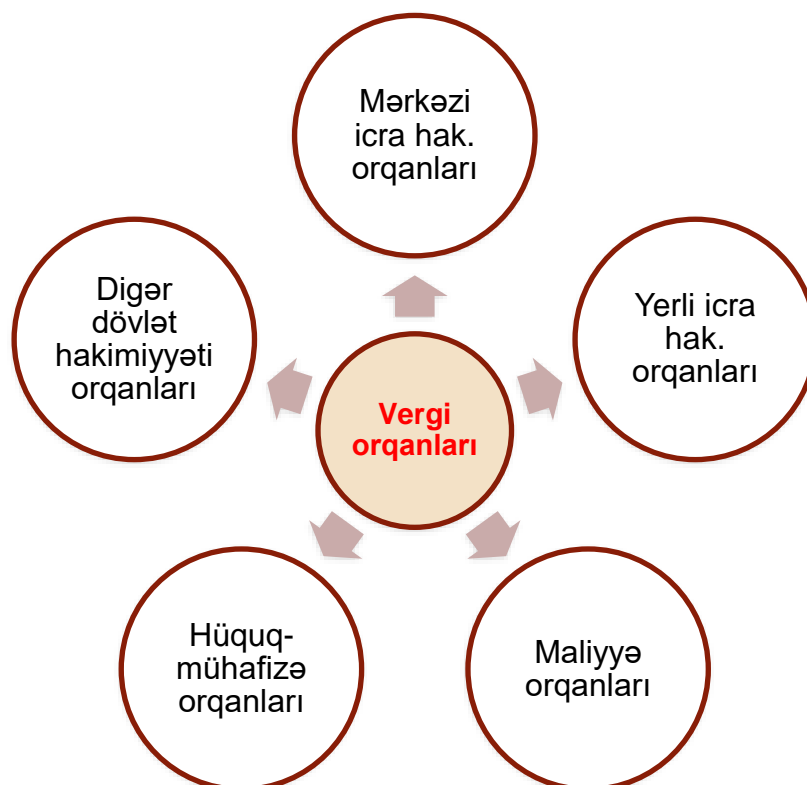 Mərkəzi
icra hak.
orqanları
Digər
dövlət
hakimiyyəti
orqanları
Yerli icra
hak.
orqanları
Vergi
orqanları
Hüquq-
mühafizə
orqanları
Maliyyə
orqanları